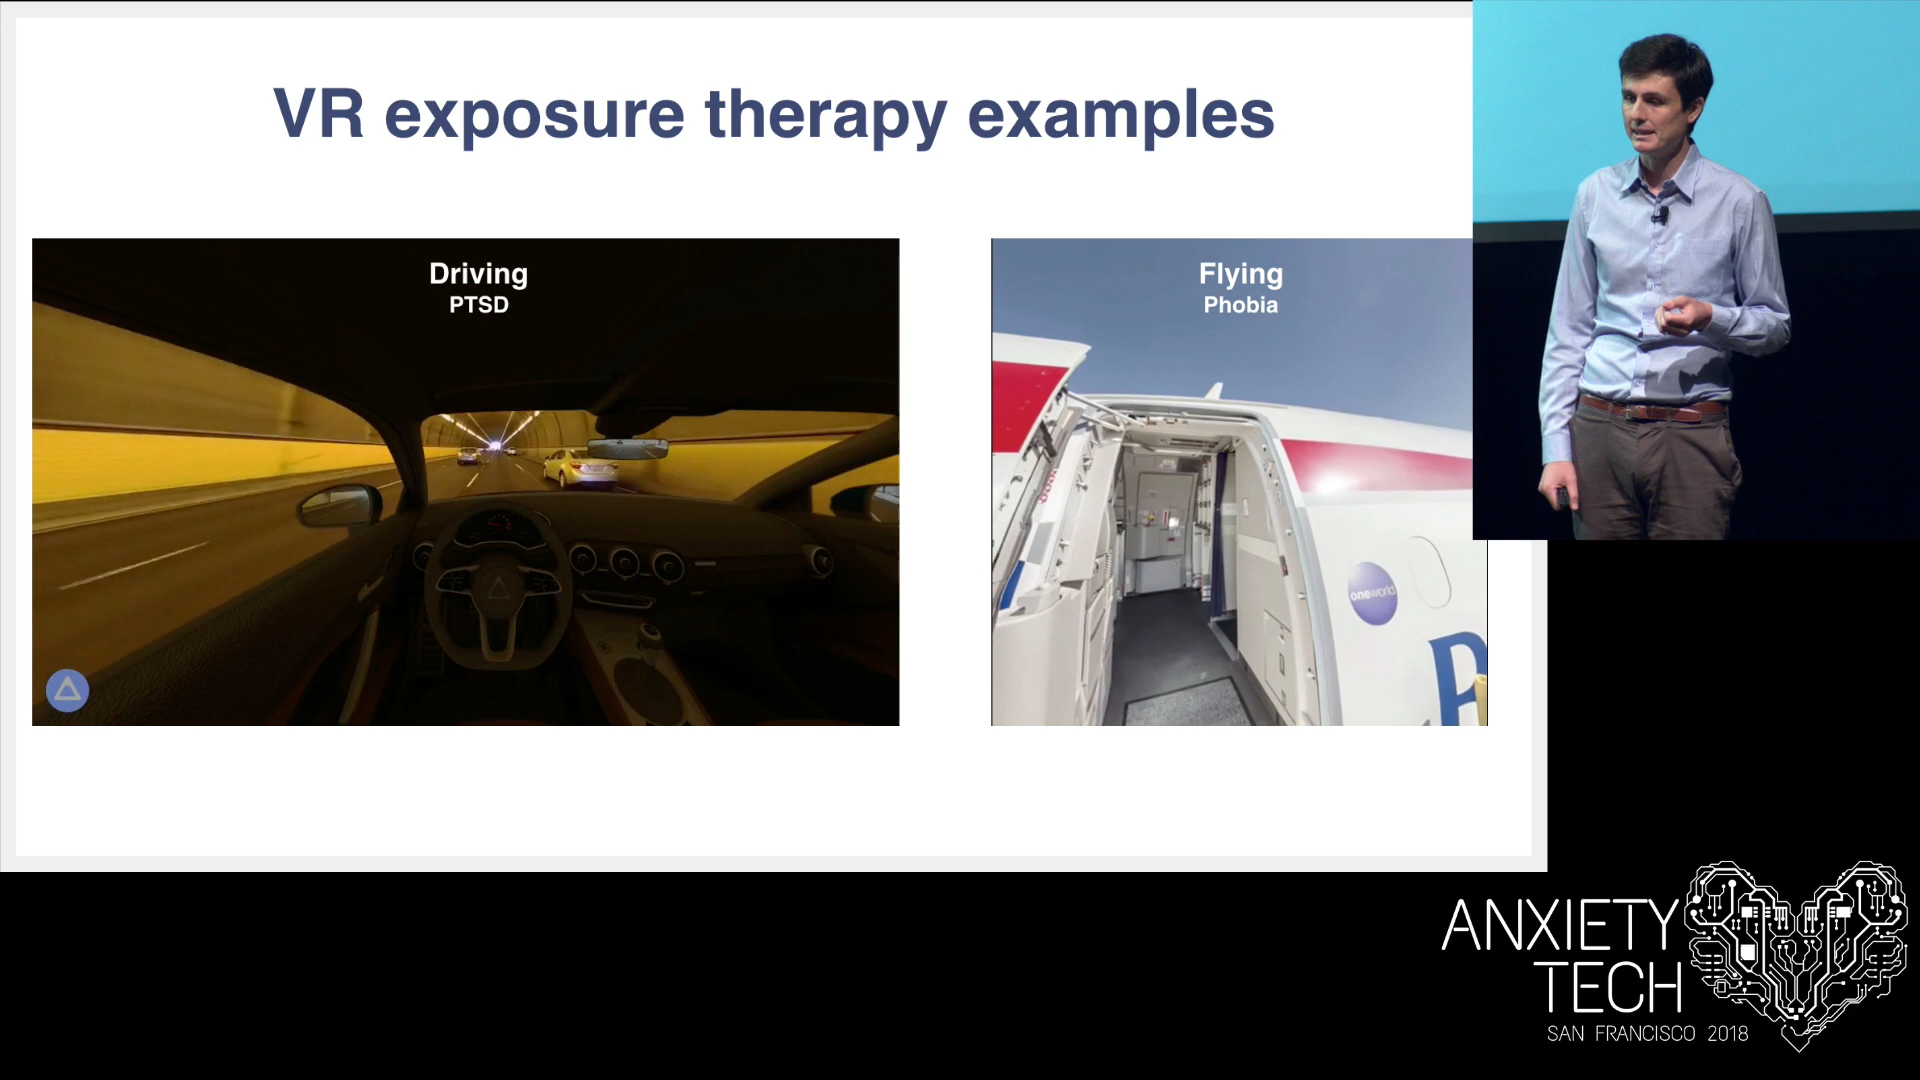 VR exposure therapy examples
Driving
PTSD
Flying
Phobia
oneworld
ANXIETY
TECH
SAN FRANCISCO 2018